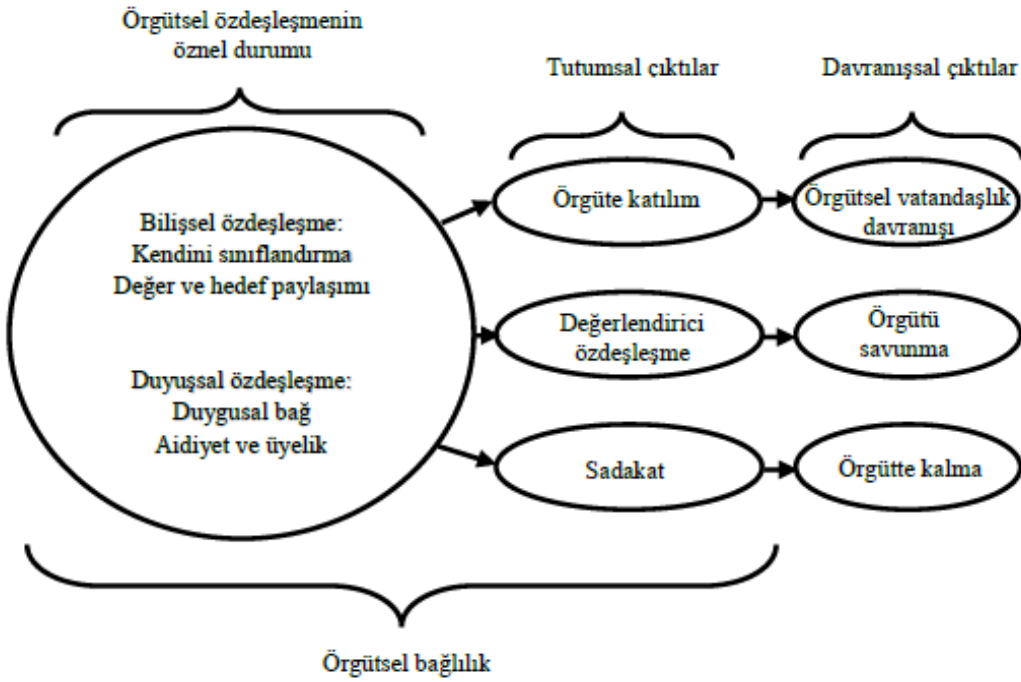 Örgütsel özdeşleşmenin
öznel durumu
Tutumsal çıktılar
Davranışsal çıktılar
Bilişsel özdeşleşme:
Kendini sınıflandırma
Değer ve hedef paylaşımı
Duyuşsal özdeşleşme:
Duygusal bağ
Aidiyet ve üyelik
Örgüte katılım
Örgütsel vatandaşlık
davranışı
Değerlendirici
özdeşleşme
Örgütü
savunma
Sadakat
Örgütte kalma
Örgütsel bağlılık